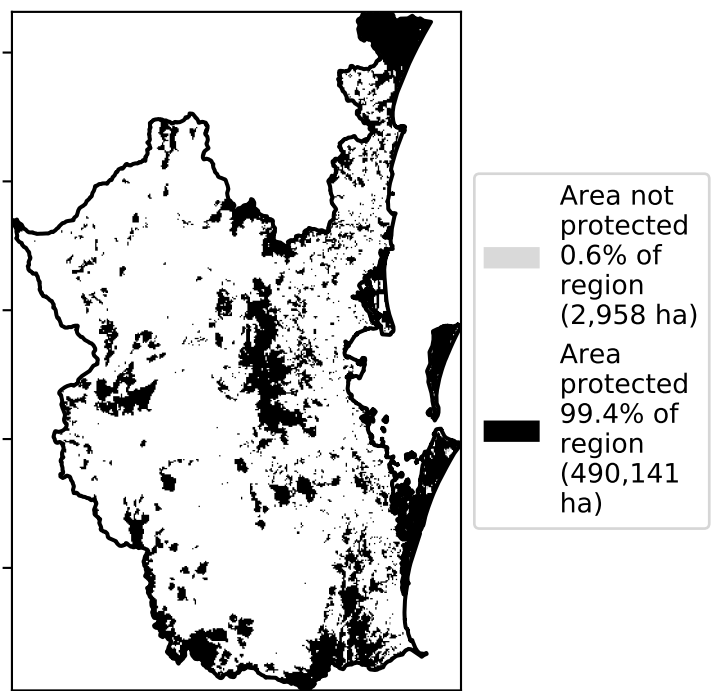 Area not
protected
0.6% of
region
(2,958 ha)
Area
protected
99.4% of
region
(490,141
ha)